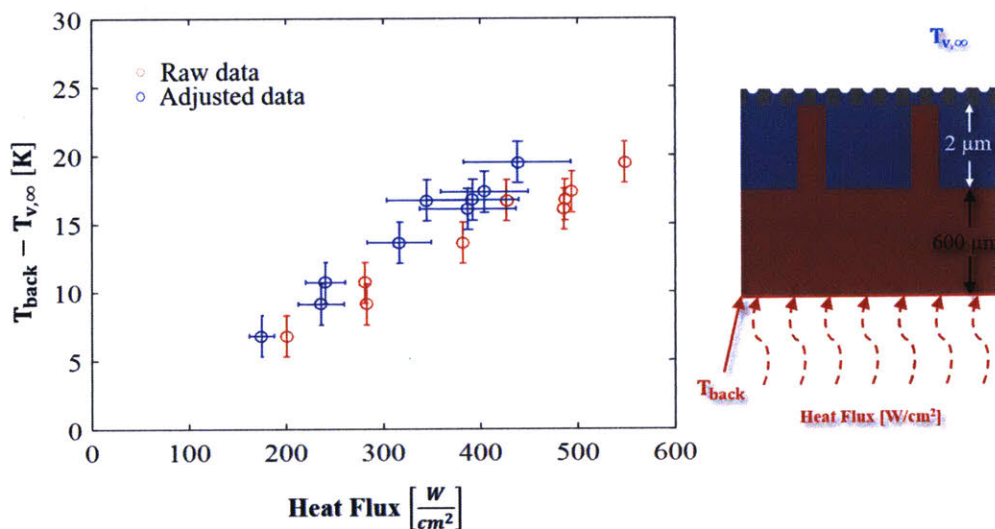 30
25
20
15
10
5
0
T_back − T_v,∞ [K]
Raw data
Adjusted data
0 100 200 300 400 500 600
Heat Flux [W/cm²]
T_v,∞
2 μm
600 μm
T_back
Heat Flux [W/cm²]